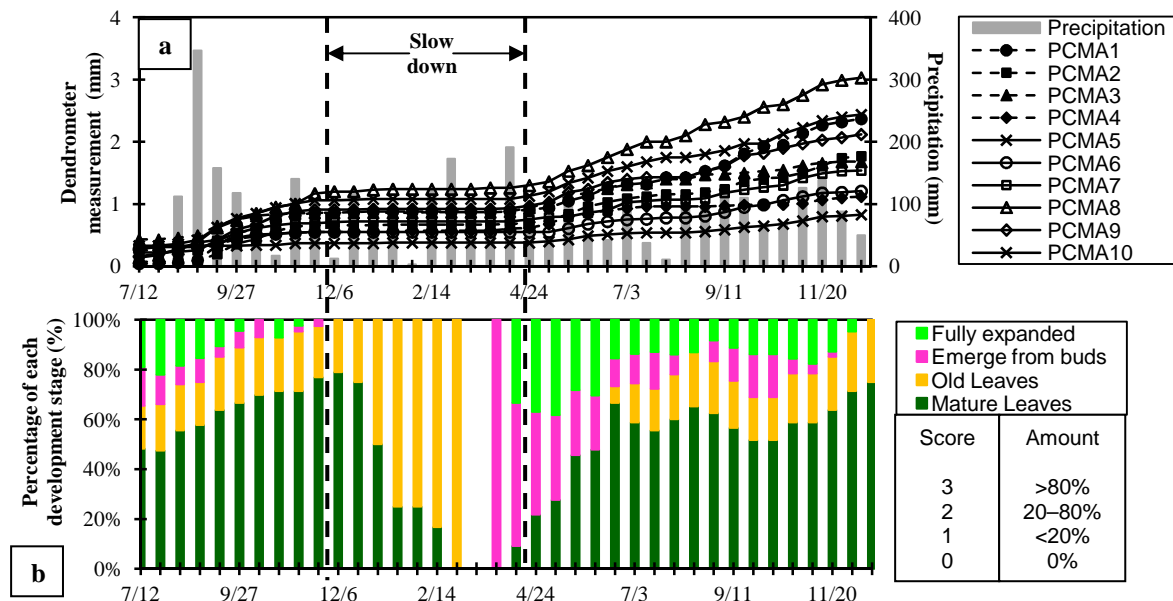 a
Slow
down
Dendrometer
measurement (mm)
Precipitation (mm)
4
3
2
1
0
400
300
200
100
0
7/12 9/27 12/6 2/14 4/24 7/3 9/11 11/20
Precipitation
PCMA1
PCMA2
PCMA3
PCMA4
PCMA5
PCMA6
PCMA7
PCMA8
PCMA9
PCMA10
b
Percentage of each
development stage (%)
100%
80%
60%
40%
20%
0%
7/12 9/27 12/6 2/14 4/24 7/3 9/11 11/20
Fully expanded
Emerge from buds
Old Leaves
Mature Leaves
Score Amount
3 >80%
2 20–80%
1 <20%
0 0%